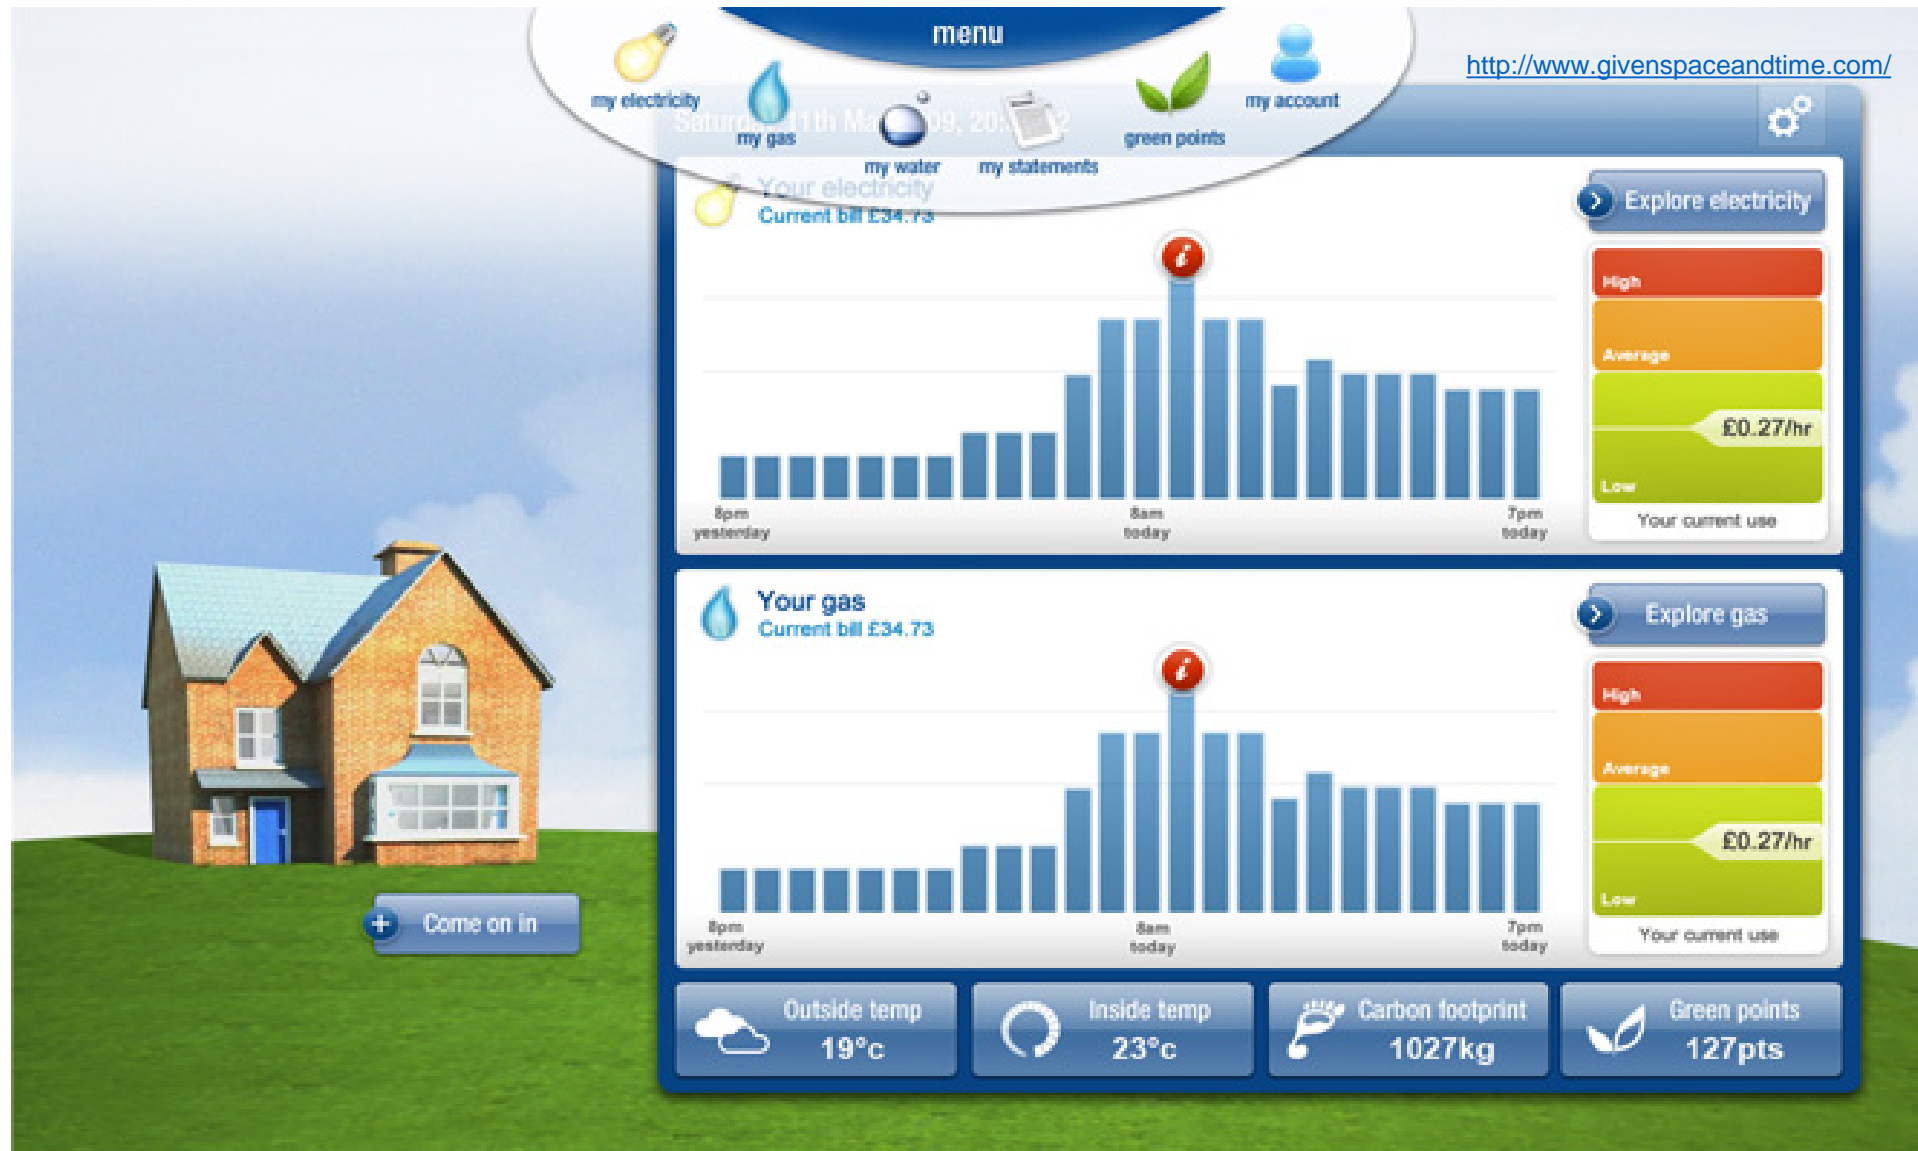 menu
http://www.givenspaceandtime.com/
my electricity
my gas
my water
my statements
green points
my account
Saturday 11th
09, 20:
Your electricity
Current bill £34.73
Explore electricity
High
Average
£0.27/hr
Low
Your current use
8pm
yesterday
8am
today
7pm
today
Your gas
Current bill £34.73
Explore gas
High
Average
£0.27/hr
Low
Your current use
8pm
yesterday
8am
today
7pm
today
Come on in
Outside temp
19°c
Inside temp
23°c
Carbon footprint
1027kg
Green points
127pts